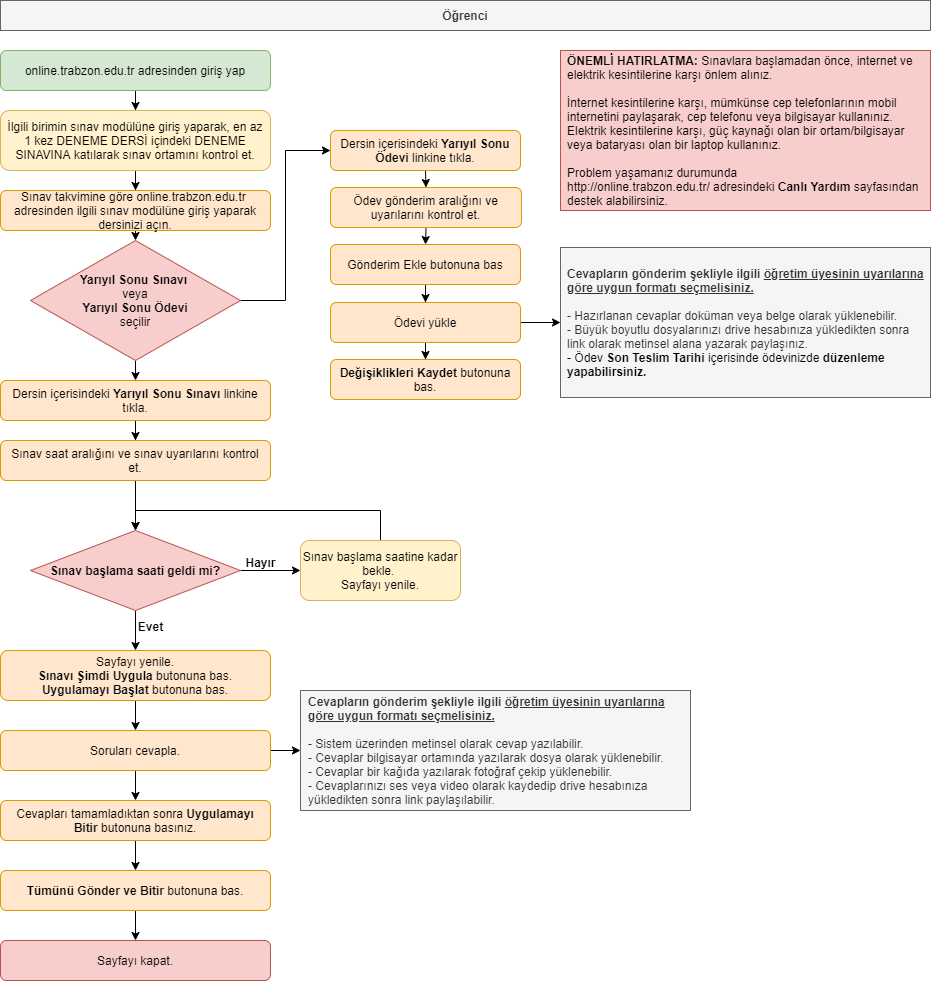 Öğrenci
online.trabzon.edu.tr adresinden giriş yap
İlgili birimin sınav modülüne giriş yaparak, en az
1 kez DENEME DERSİ içindeki DENEME
SINAVINA katılarak sınav ortamını kontrol et.
Sınav takvimine göre online.trabzon.edu.tr
adresinden ilgili sınav modülüne giriş yaparak
dersinizi açın.
Yarıyıl Sonu Sınavı
veya
Yarıyıl Sonu Ödevi
seçilir
Dersin içerisindeki Yarıyıl Sonu
Ödevi linkine tıkla.
Ödev gönderim aralığını ve
uyarılarını kontrol et.
Gönderim Ekle butonuna bas
Ödevi yükle
Değişiklikleri Kaydet butonuna
bas.
ÖNEMLİ HATIRLATMA: Sınavlara başlamadan önce, internet ve
elektrik kesintilerine karşı önlem alınız.
İnternet kesintilerine karşı, mümkünse cep telefonlarının mobil
internetini paylaşarak, cep telefonu veya bilgisayar kullanınız.
Elektrik kesintilerine karşı, güç kaynağı olan bir ortam/bilgisayar
veya bataryası olan bir laptop kullanınız.
Problem yaşamanız durumunda
http://online.trabzon.edu.tr/ adresindeki Canlı Yardım sayfasından
destek alabilirsiniz.
Cevapların gönderim şekliyle ilgili öğretim üyesinin uyarılarına
göre uygun formatı seçmelisiniz.
- Hazırlanan cevaplar doküman veya belge olarak yüklenebilir.
- Büyük boyutlu dosyalarınızı drive hesabınıza yükledikten sonra
link olarak metinsel alana yazarak paylaşınız.
- Ödev Son Teslim Tarihi içerisinde ödevinizde düzenleme
yapabilirsiniz.
Dersin içerisindeki Yarıyıl Sonu Sınavı linkine
tıkla.
Sınav saat aralığını ve sınav uyarılarını kontrol
et.
Sınav başlama saati geldi mi?
Hayır
Sınav başlama saatine kadar
bekle.
Sayfayı yenile.
Evet
Sayfayı yenile.
Sınavı Şimdi Uygula butonuna bas.
Uygulamayı Başlat butonuna bas.
Soruları cevapla.
Cevapların gönderim şekliyle ilgili öğretim üyesinin uyarılarına
göre uygun formatı seçmelisiniz.
- Sistem üzerinden metinsel olarak cevap yazılabilir.
- Cevaplar bilgisayar ortamında yazılarak dosya olarak yüklenebilir.
- Cevaplar bir kağıda yazılarak fotoğraf çekip yüklenebilir.
- Cevaplarınızı ses veya video olarak kaydedip drive hesabınıza
yükledikten sonra link paylaşılabilir.
Cevapları tamamladıktan sonra Uygulamayı
Bitir butonuna basınız.
Tümünü Gönder ve Bitir butonuna bas.
Sayfayı kapat.